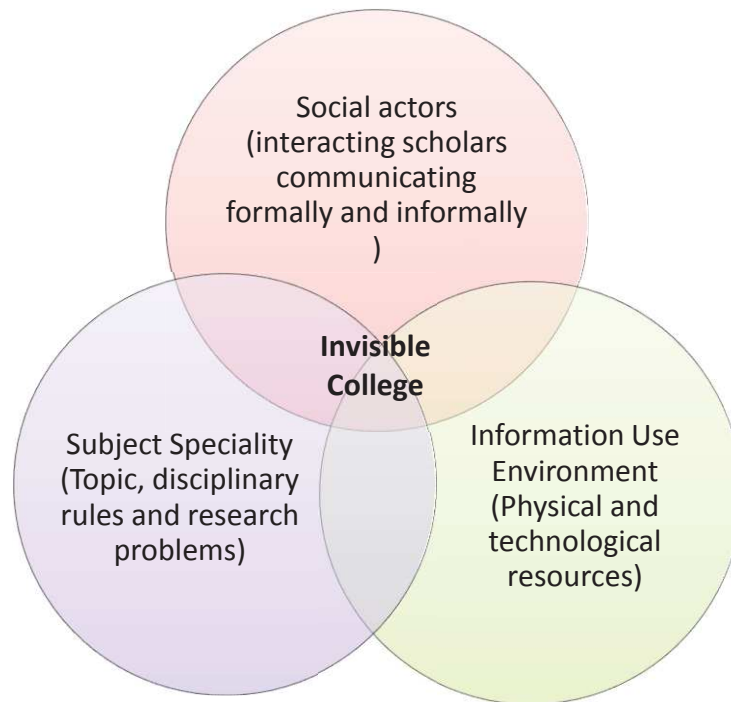 Social actors
(interacting scholars
communicating
formally and informally
)
Invisible
College
Subject Speciality
(Topic, disciplinary
rules and research
problems)
Information Use
Environment
(Physical and
technological
resources)